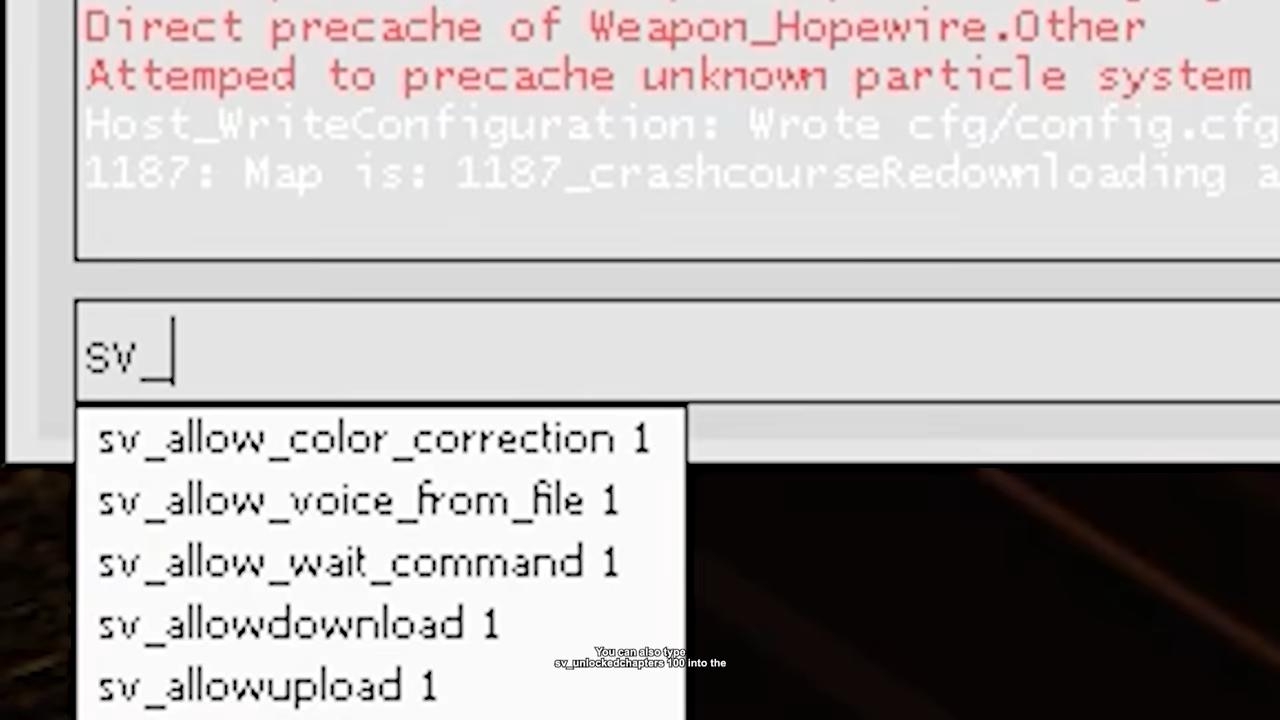 Direct precache of Weapon_Hopewire.Other
Attemped to precache unknown particle system
Host_WriteConfiguration: Wrote cfg/config.cfg
1187: Map is: 1187_crashcourseRedownloading a
sv_
sv_allow_color_correction 1
sv_allow_voice_from_file 1
sv_allow_wait_command 1
sv_allowdownload 1
You can also type
sv_unlockedchapters 100 into the
sv_allowupload 1